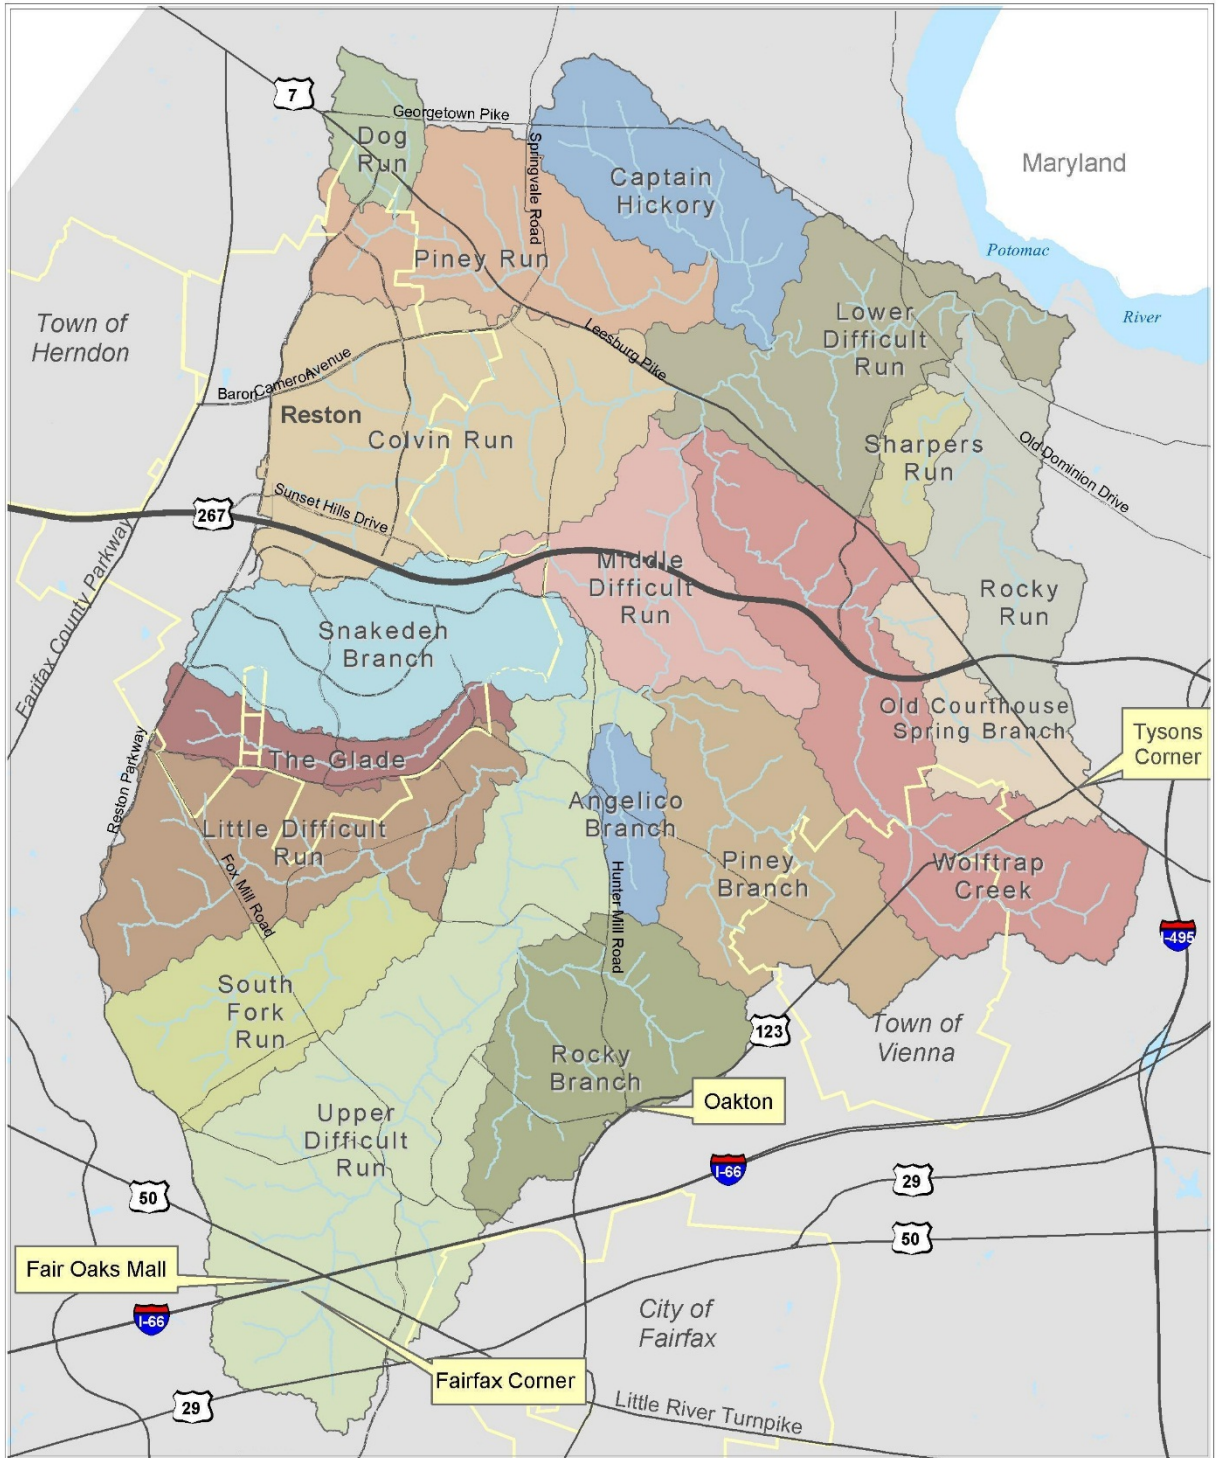 7
Georgetown Pike
Dog
Run
Springvale Road
Captain
Hickory
Maryland
Potomac
River
Piney Run
Town of
Herndon
Lower
Difficult
Run
Leesburg Pike
Baron Cameron Avenue
Reston
Colvin Run
Sharpers
Run
Old Dominion Drive
Sunset Hills Drive
267
Farifax County Parkway
Middle
Difficult
Run
Rocky
Run
Snakeden
Branch
Old Courthouse
Spring Branch
Tysons
Corner
Reston Parkway
The Glade
Angelico
Branch
Little Difficult
Run
Piney
Branch
Wolftrap
Creek
Fox Mill Road
Hunter Mill Road
I-495
South
Fork
Run
123
Town of
Vienna
Rocky
Branch
Oakton
Upper
Difficult
Run
I-66
29
50
50
Fair Oaks Mall
I-66
City of
Fairfax
Fairfax Corner
29
Little River Turnpike